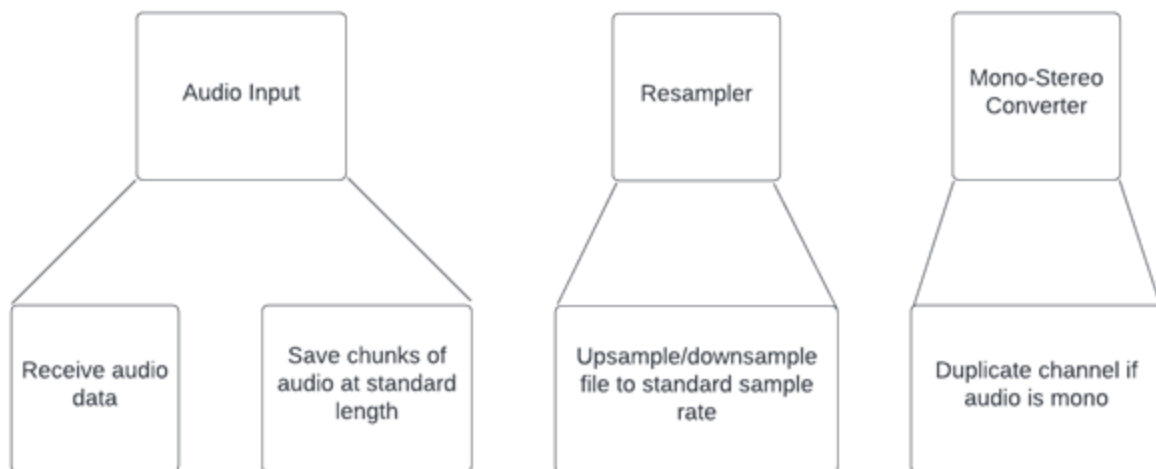 Audio Input
Resampler
Mono-Stereo
Converter
Receive audio
data
Save chunks of
audio at standard
length
Upsample/downsample
file to standard sample
rate
Duplicate channel if
audio is mono